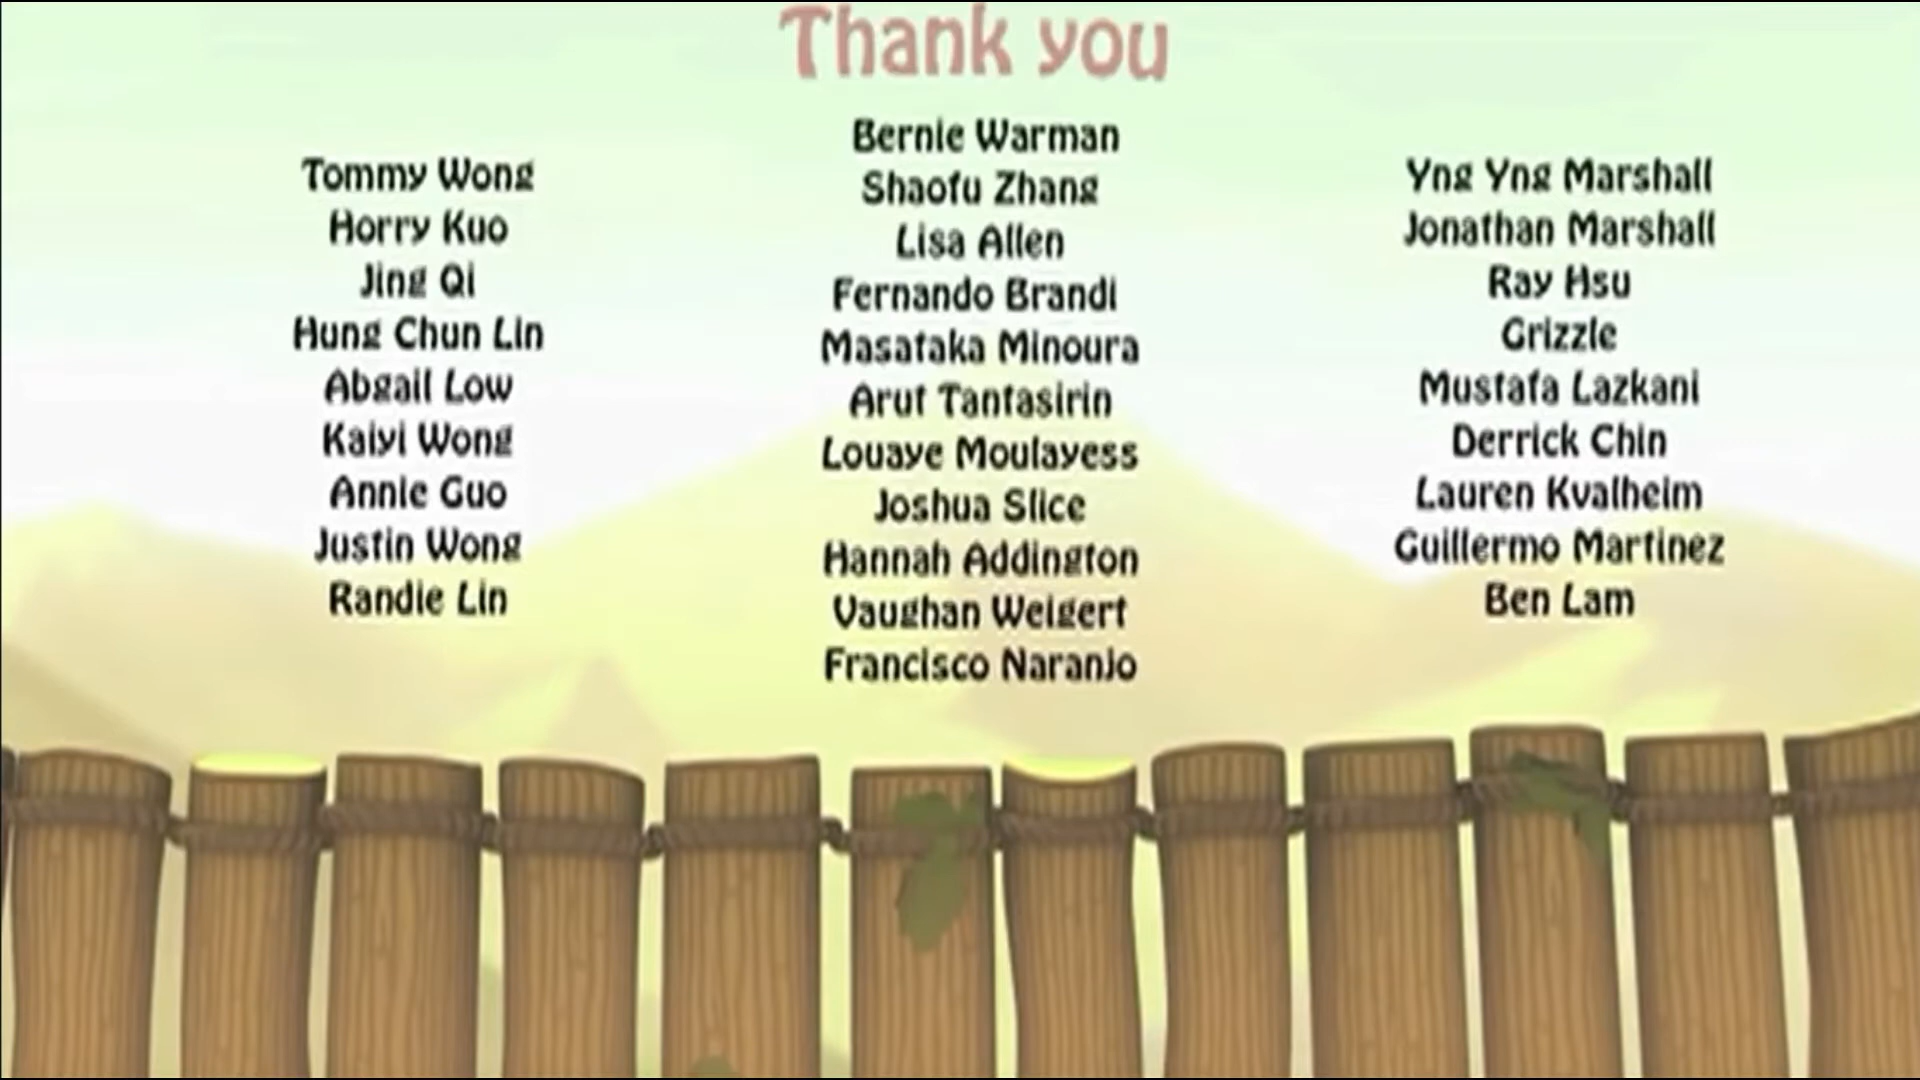 Thank you
Tommy Wong
Horry Kuo
Jing Qi
Hung Chun Lin
Abgail Low
Kaiyi Wong
Annie Guo
Justin Wong
Randie Lin
Bernie Warman
Shaofu Zhang
Lisa Allen
Fernando Brandi
Masataka Minoura
Arut Tantasirin
Louaye Moulayess
Joshua Slice
Hannah Addington
Vaughan Weigert
Francisco Naranjo
Yng Yng Marshall
Jonathan Marshall
Ray Hsu
Grizzle
Mustafa Lazkani
Derrick Chin
Lauren Kvalheim
Guillermo Martinez
Ben Lam